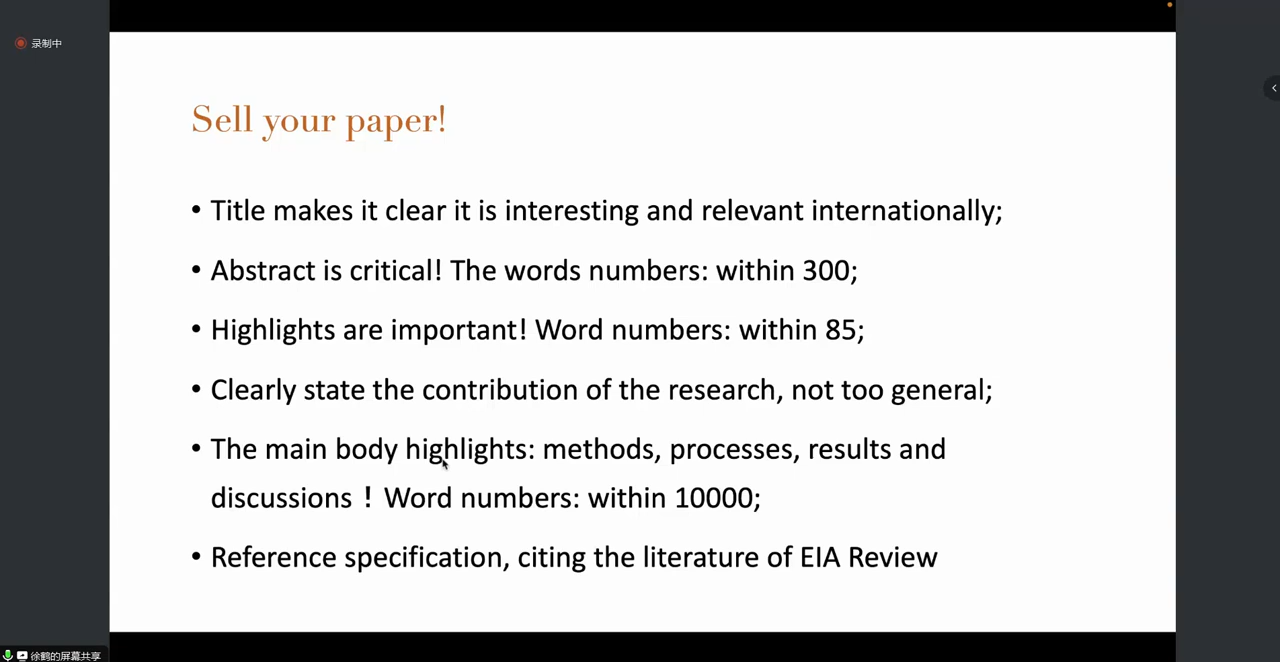 录制中
Sell your paper!
• Title makes it clear it is interesting and relevant internationally;
• Abstract is critical! The words numbers: within 300;
• Highlights are important! Word numbers: within 85;
• Clearly state the contribution of the research, not too general;
• The main body highlights: methods, processes, results and
discussions！Word numbers: within 10000;
• Reference specification, citing the literature of EIA Review
徐鹤的屏幕共享